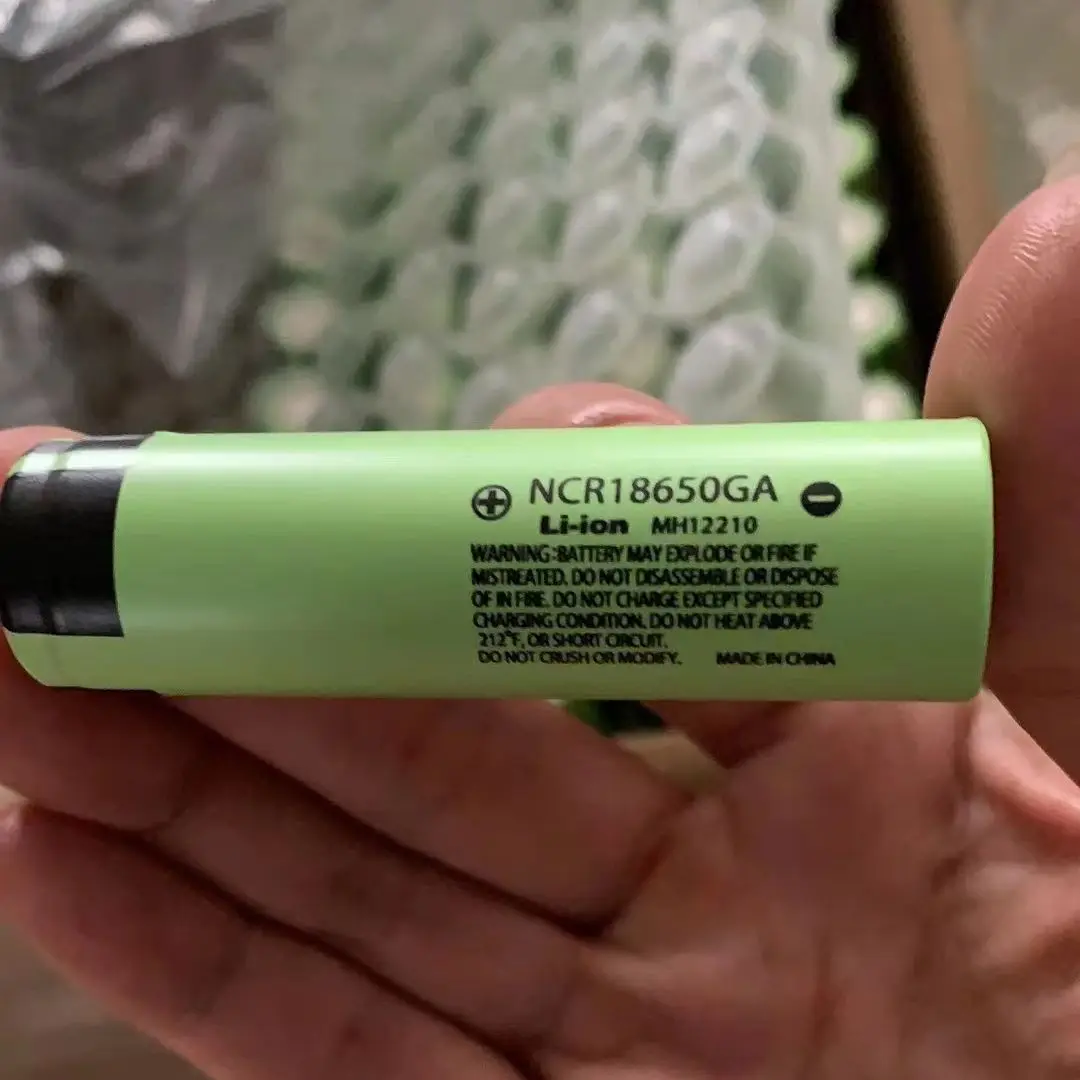 ⊕ NCR18650GA ⊖
Li-ion MH12210
WARNING:BATTERY MAY EXPLODE OR FIRE IF
MISTREATED. DO NOT DISASSEMBLE OR DISPOSE
OF IN FIRE. DO NOT CHARGE EXCEPT SPECIFIED
CHARGING CONDITION. DO NOT HEAT ABOVE
212°F, OR SHORT CIRCUIT.
DO NOT CRUSH OR MODIFY. MADE IN CHINA